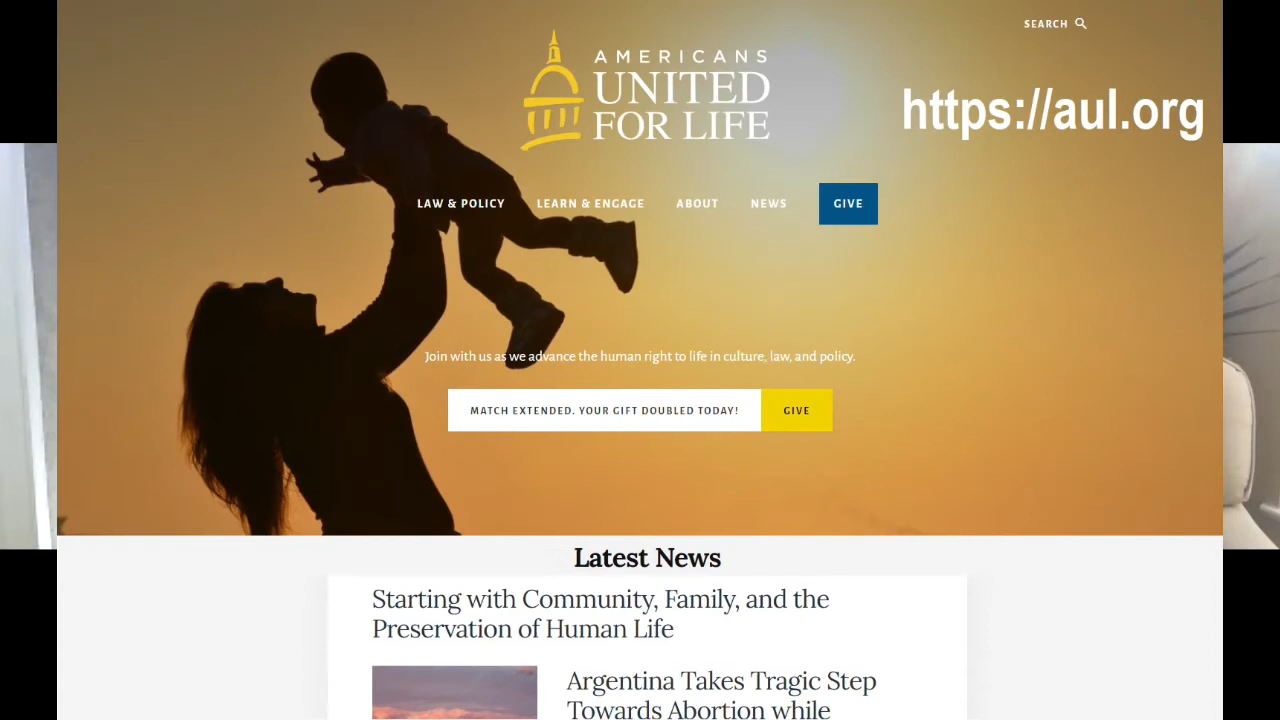 SEARCH
AMERICANS
UNITED
FOR LIFE
https://aul.org
LAW & POLICY
LEARN & ENGAGE
ABOUT
NEWS
GIVE
Join with us as we advance the human right to life in culture, law, and policy.
MATCH EXTENDED. YOUR GIFT DOUBLED TODAY!
GIVE
Latest News
Starting with Community, Family, and the
Preservation of Human Life
Argentina Takes Tragic Step
Towards Abortion while